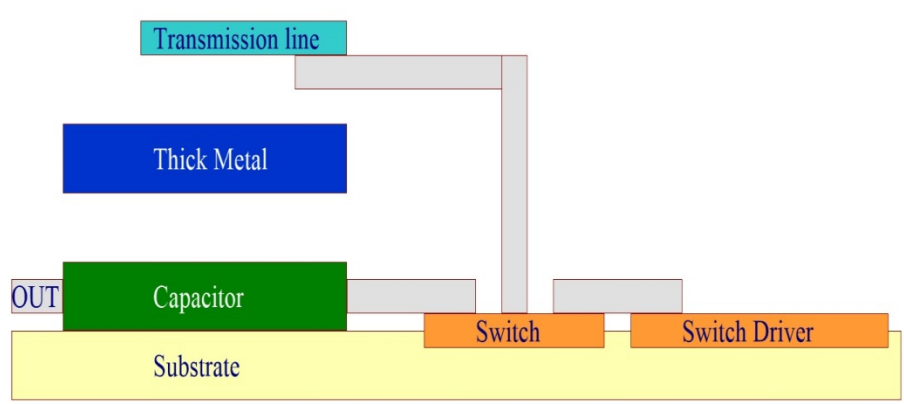 Transmission line
Thick Metal
OUT
Capacitor
Switch
Switch Driver
Substrate